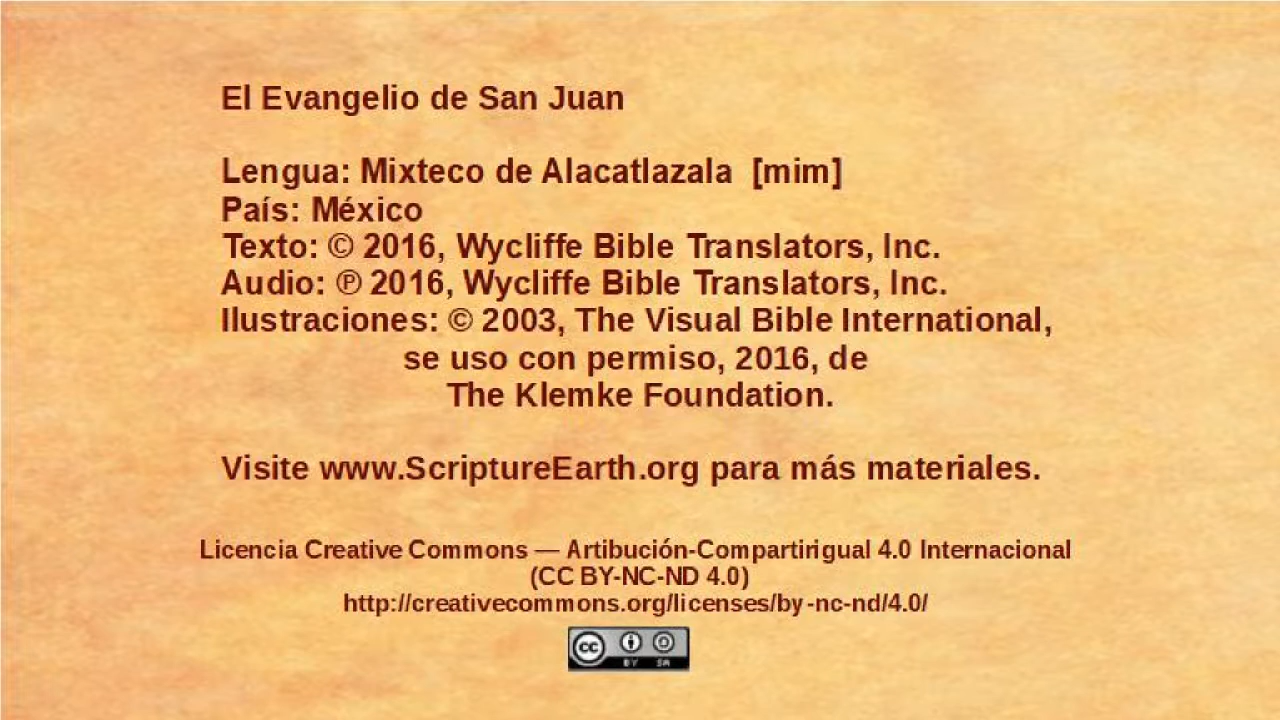 El Evangelio de San Juan
Lengua: Mixteco de Alacatlazala [mim]
País: México
Texto: © 2016, Wycliffe Bible Translators, Inc.
Audio: ℗ 2016, Wycliffe Bible Translators, Inc.
Ilustraciones: © 2003, The Visual Bible International,
se uso con permiso, 2016, de
The Klemke Foundation.
Visite www.ScriptureEarth.org para más materiales.
Licencia Creative Commons — Artibución-Compartirigual 4.0 Internacional
(CC BY-NC-ND 4.0)
http://creativecommons.org/licenses/by-nc-nd/4.0/
cc BY SA